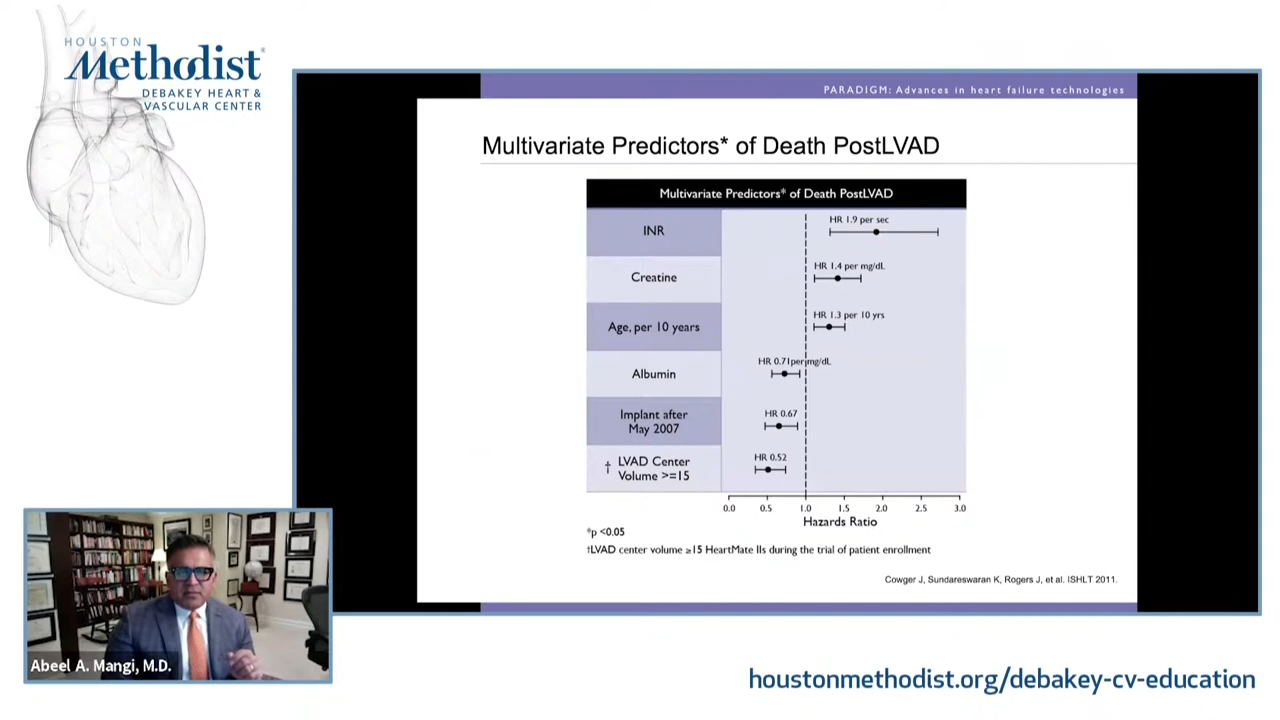 HOUSTON
Methodist®
DEBAKEY HEART &
VASCULAR CENTER
PARADIGM: Advances in heart failure technologies
Multivariate Predictors* of Death PostLVAD
Multivariate Predictors* of Death PostLVAD
INR
HR 1.9 per sec
Creatine
HR 1.4 per mg/dL
Age, per 10 years
HR 1.3 per 10 yrs
Albumin
HR 0.71per mg/dL
Implant after
May 2007
HR 0.67
† LVAD Center
Volume >=15
HR 0.52
0.0 0.5 1.0 1.5 2.0 2.5 3.0
Hazards Ratio
*p <0.05
†LVAD center volume ≥15 HeartMate IIs during the trial of patient enrollment
Cowger J, Sundareswaran K, Rogers J, et al. ISHLT 2011.
Abeel A. Mangi, M.D.
houstonmethodist.org/debakey-cv-education